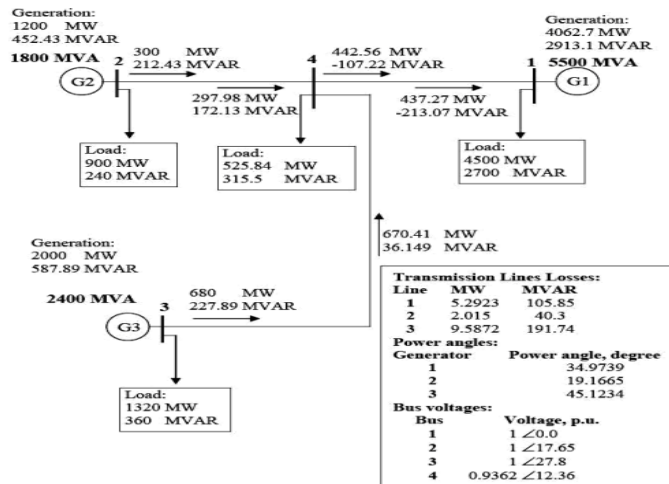 Generation:
1200 MW
452.43 MVAR
1800 MVA
2
G2
300 MW
212.43 MVAR
297.98 MW
172.13 MVAR
Load:
900 MW
240 MVAR
4
442.56 MW
-107.22 MVAR
437.27 MW
-213.07 MVAR
Load:
525.84 MW
315.5 MVAR
Generation:
4062.7 MW
2913.1 MVAR
1
5500 MVA
G1
Load:
4500 MW
2700 MVAR
Generation:
2000 MW
587.89 MVAR
2400 MVA
3
G3
680 MW
227.89 MVAR
670.41 MW
36.149 MVAR
Load:
1320 MW
360 MVAR
Transmission Lines Losses:
Line MW MVAR
1 5.2923 105.85
2 2.015 40.3
3 9.5872 191.74
Power angles:
Generator Power angle, degree
1 34.9739
2 19.1665
3 45.1234
Bus voltages:
Bus Voltage, p.u.
1 1 ∠0.0
2 1 ∠17.65
3 1 ∠27.8
4 0.9362 ∠12.36